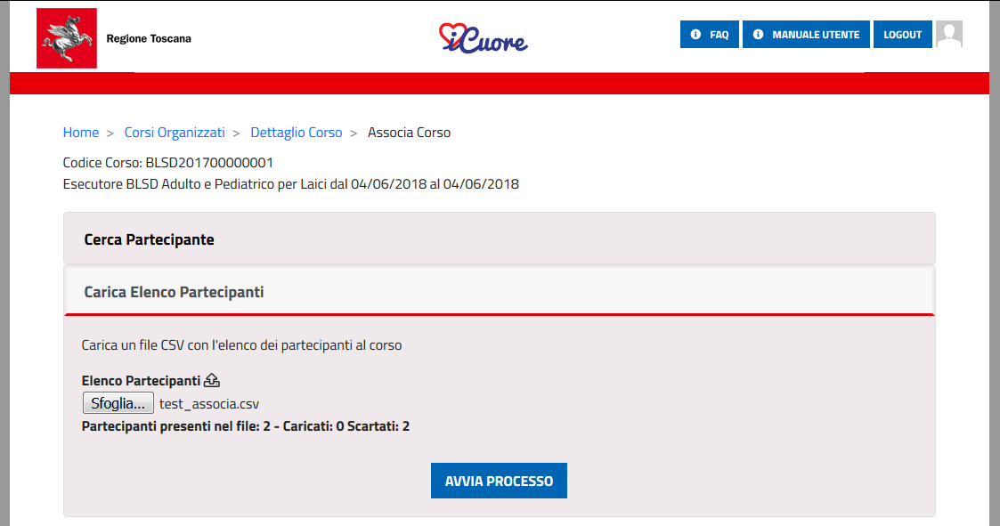 Regione Toscana
iCuore
FAQ
MANUALE UTENTE
LOGOUT
Home > Corsi Organizzati > Dettaglio Corso > Associa Corso
Codice Corso: BLSD201700000001
Esecutore BLSD Adulto e Pediatrico per Laici dal 04/06/2018 al 04/06/2018
Cerca Partecipante
Carica Elenco Partecipanti
Carica un file CSV con l'elenco dei partecipanti al corso
Elenco Partecipanti
Sfoglia... test_associa.csv
Partecipanti presenti nel file: 2 - Caricati: 0 Scartati: 2
AVVIA PROCESSO